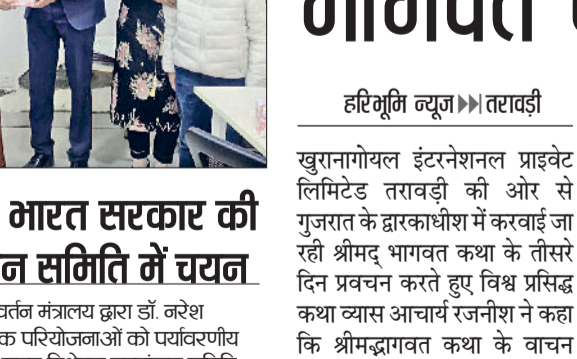 भारत सरकार की
न समिति में चयन
वर्तन मंत्रालय द्वारा डॉ. नरेश
क परियोजनाओं को पर्यावरणीय
हरिभूमि न्यूज▶▶|तरावड़ी
खुरानागोयल इंटरनेशनल प्राइवेट
लिमिटेड तरावड़ी की ओर से
गुजरात के द्वारकाधीश में करवाई जा
रही श्रीमद् भागवत कथा के तीसरे
दिन प्रवचन करते हुए विश्व प्रसिद्ध
कथा व्यास आचार्य रजनीश ने कहा
कि श्रीमद्भागवत कथा के वाचन